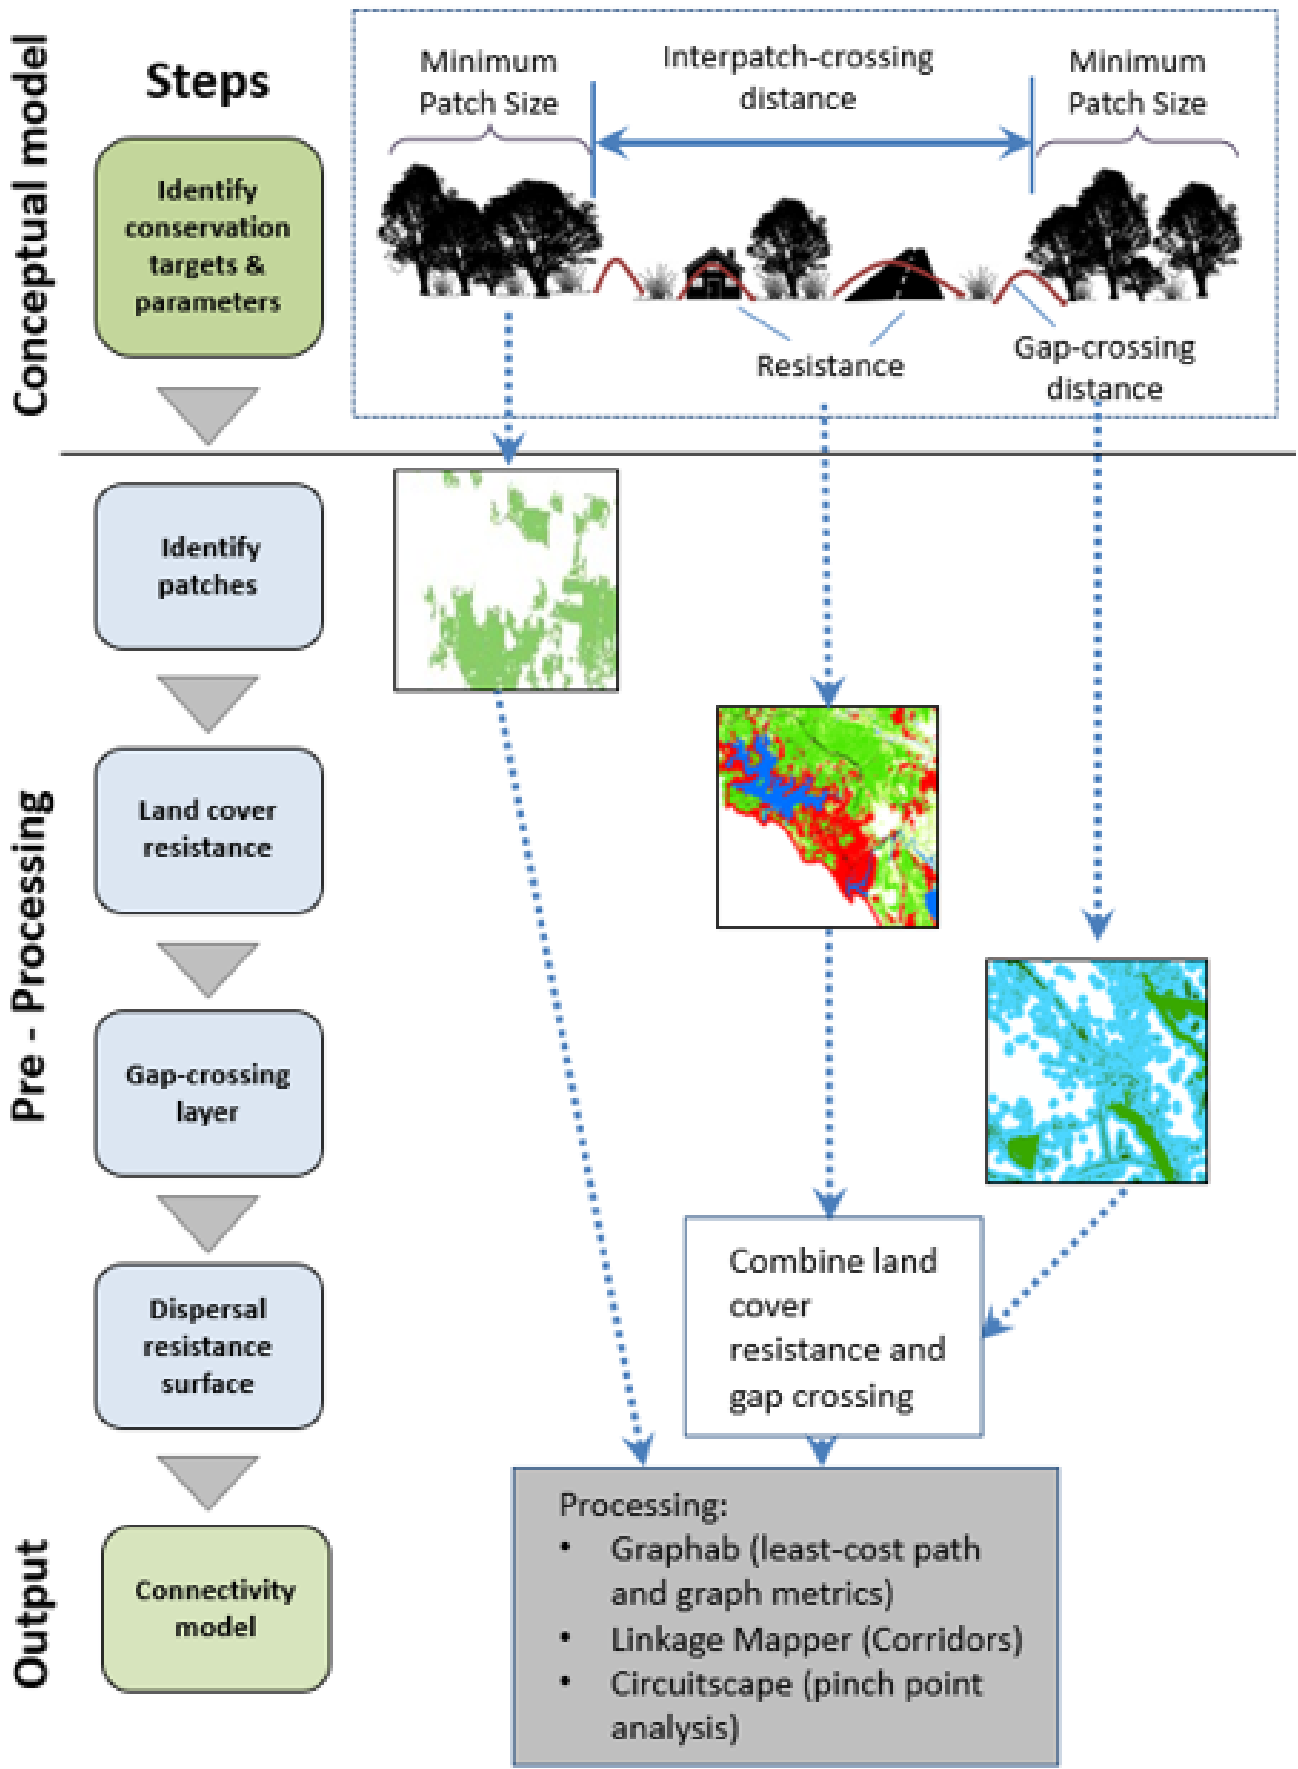 Conceptual model
Steps
Identify
conservation
targets &
parameters
Minimum
Patch Size
Interpatch-crossing
distance
Minimum
Patch Size
Resistance
Gap-crossing
distance
Pre - Processing
Identify
patches
Land cover
resistance
Gap-crossing
layer
Dispersal
resistance
surface
Combine land
cover
resistance and
gap crossing
Output
Connectivity
model
Processing:
• Graphab (least-cost path
and graph metrics)
• Linkage Mapper (Corridors)
• Circuitscape (pinch point
analysis)